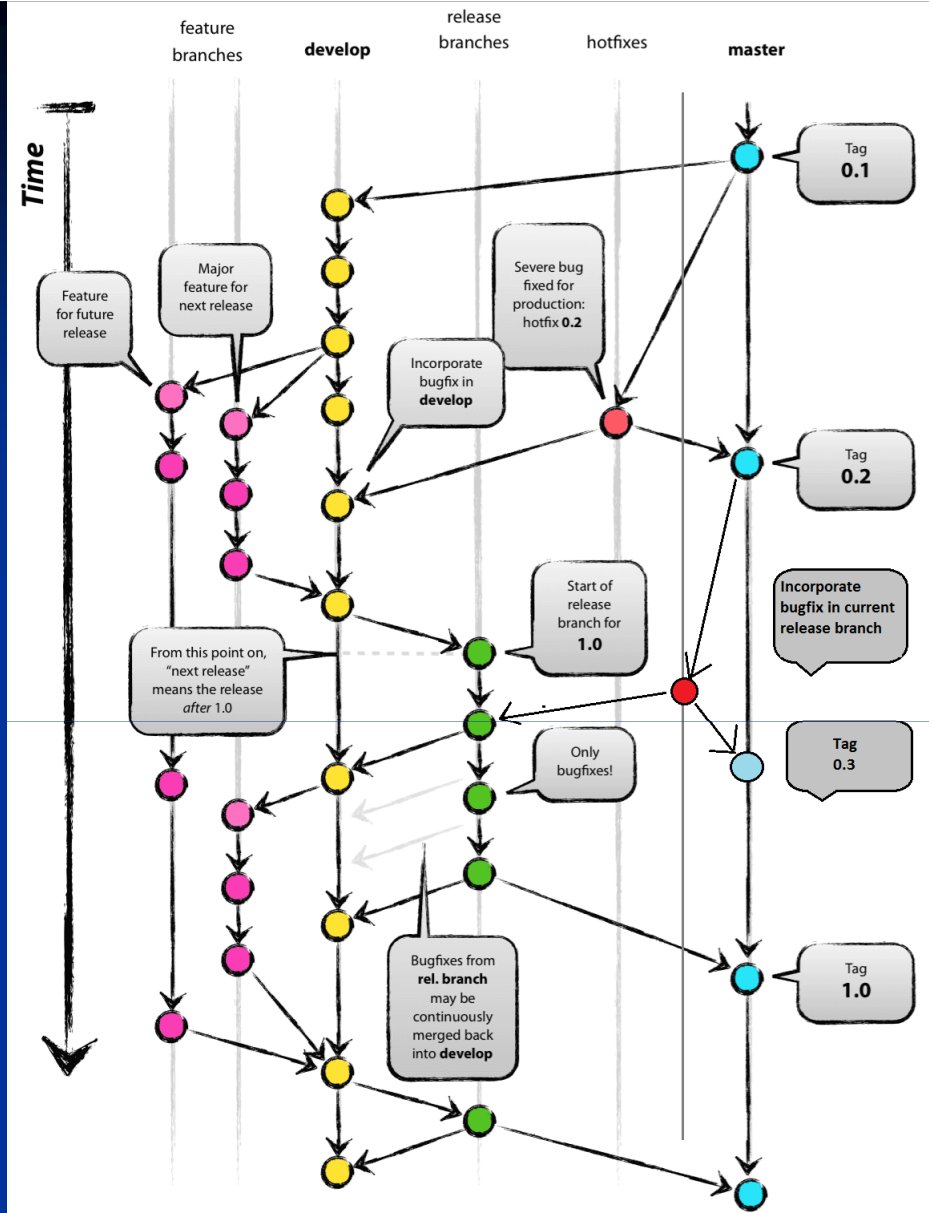 feature
branches
develop
release
branches
hotfixes
master
Time
Tag
0.1
Feature
for future
release
Major
feature for
next release
Severe bug
fixed for
production:
hotfix 0.2
Incorporate
bugfix in
develop
Tag
0.2
Start of
release
branch for
1.0
Incorporate
bugfix in current
release branch
From this point on,
“next release”
means the release
after 1.0
Only
bugfixes!
Tag
0.3
Bugfixes from
rel. branch
may be
continuously
merged back
into develop
Tag
1.0